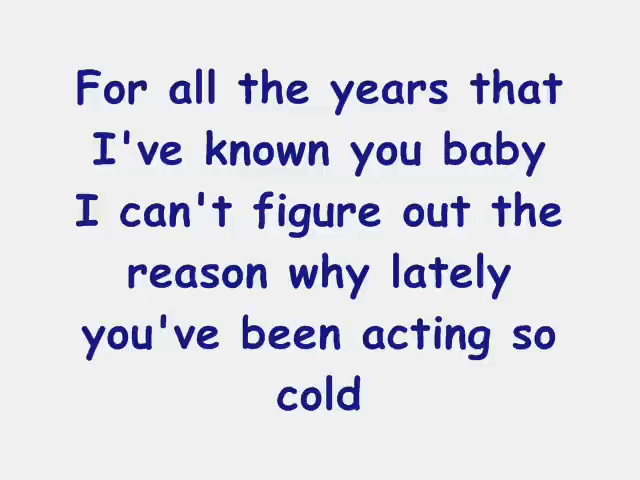 For all the years that
I've known you baby
I can't figure out the
reason why lately
you've been acting so
cold